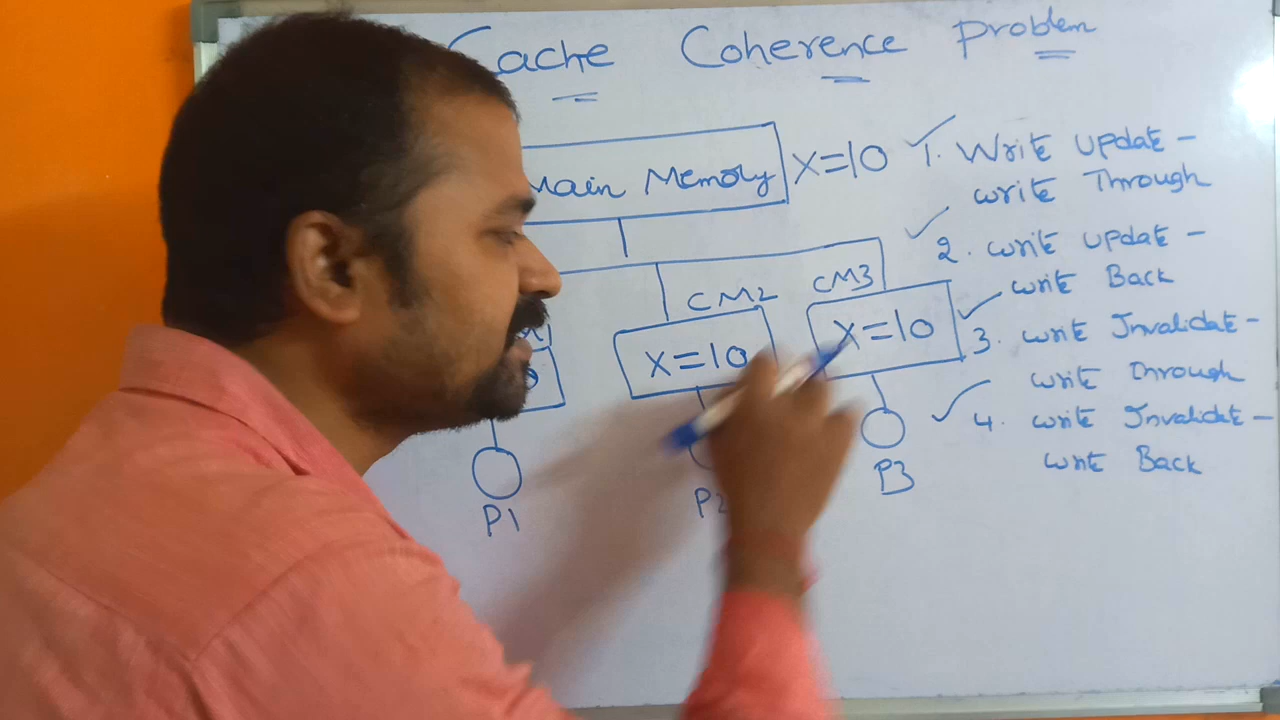 Cache Coherence Problem
Main Memory X=10
1. Write Update -
write Through
2. write update -
write Back
3. write Invalidate -
write through
4. write Invalidate -
write Back
CM2 CM3
X=10 X=10
P1 P2 P3